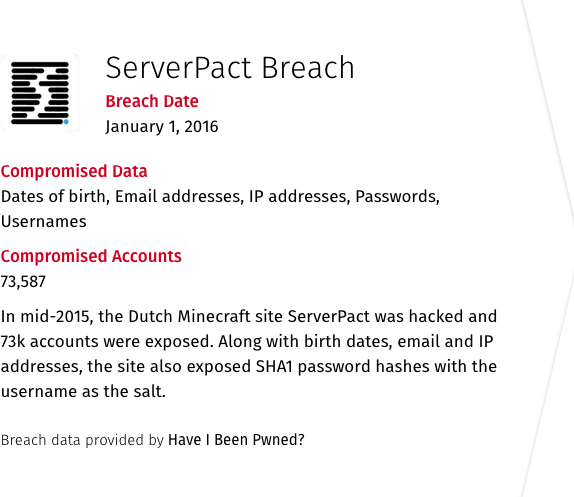 ServerPact Breach
Breach Date
January 1, 2016
Compromised Data
Dates of birth, Email addresses, IP addresses, Passwords,
Usernames
Compromised Accounts
73,587
In mid-2015, the Dutch Minecraft site ServerPact was hacked and
73k accounts were exposed. Along with birth dates, email and IP
addresses, the site also exposed SHA1 password hashes with the
username as the salt.
Breach data provided by Have I Been Pwned?